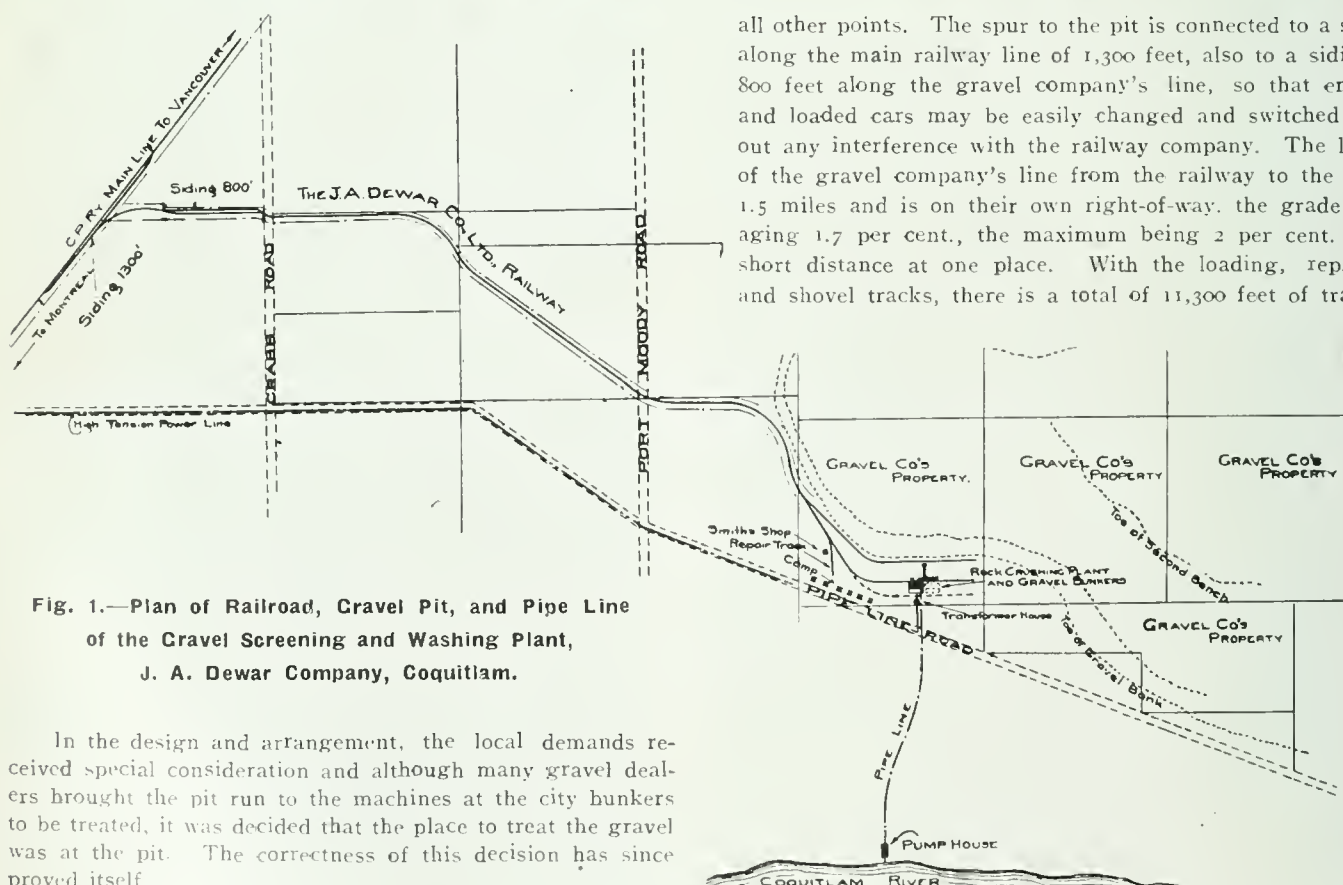 all other points. The spur to the pit is connected to a s
along the main railway line of 1,300 feet, also to a sidi
800 feet along the gravel company's line, so that er
and loaded cars may be easily changed and switched
out any interference with the railway company. The l
of the gravel company's line from the railway to the
1.5 miles and is on their own right-of-way. the grade
aging 1.7 per cent., the maximum being 2 per cent.
short distance at one place. With the loading, rep
and shovel tracks, there is a total of 11,300 feet of tra
C.P.RY MAIN LINE TO VANCOUVER
Siding 800'
THE J.A. DEWAR CO. LTD., RAILWAY
TO MONTREAL
Siding 1300'
ROAD
PORT MOODY ROAD
High Tension Power Line
GRAVEL CO'S
PROPERTY.
GRAVEL CO'S
PROPERTY
GRAVEL CO'S
PROPERTY
Toe of Second Bench
Smiths Shop
Repair Track
Camp
ROCK CRUSHING PLANT
AND GRAVEL BUNKERS
PIPE LINE ROAD
Transformer House
GRAVEL CO'S
PROPERTY
Toe of Gravel Bank
PIPE LINE
PUMP HOUSE
COQUITLAM RIVER
Fig. 1.—Plan of Railroad, Gravel Pit, and Pipe Line
of the Gravel Screening and Washing Plant,
J. A. Dewar Company, Coquitlam.
In the design and arrangement, the local demands re-
ceived special consideration and although many gravel deal-
ers brought the pit run to the machines at the city bunkers
to be treated, it was decided that the place to treat the gravel
was at the pit. The correctness of this decision has since
proved itself